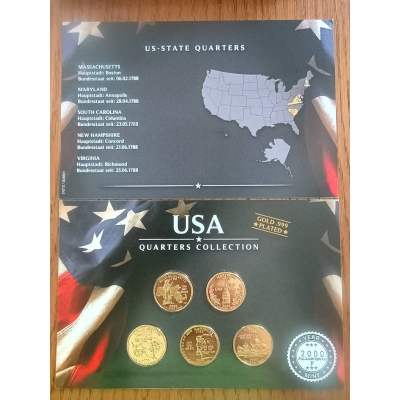 US-STATE QUARTERS
MASSACHUSETTS
Hauptstadt: Boston
Bundesstaat seit: 06.02.1788
MARYLAND
Hauptstadt: Annapolis
Bundesstaat seit: 28.04.1788
SOUTH CAROLINA
Hauptstadt: Columbia
Bundesstaat seit: 23.05.1788
NEW HAMPSHIRE
Hauptstadt: Concord
Bundesstaat seit: 21.06.1788
VIRGINIA
Hauptstadt: Richmond
Bundesstaat seit: 25.06.1788
USA
QUARTERS COLLECTION
GOLD .999
PLATED
YEAR
2000
P
MINT